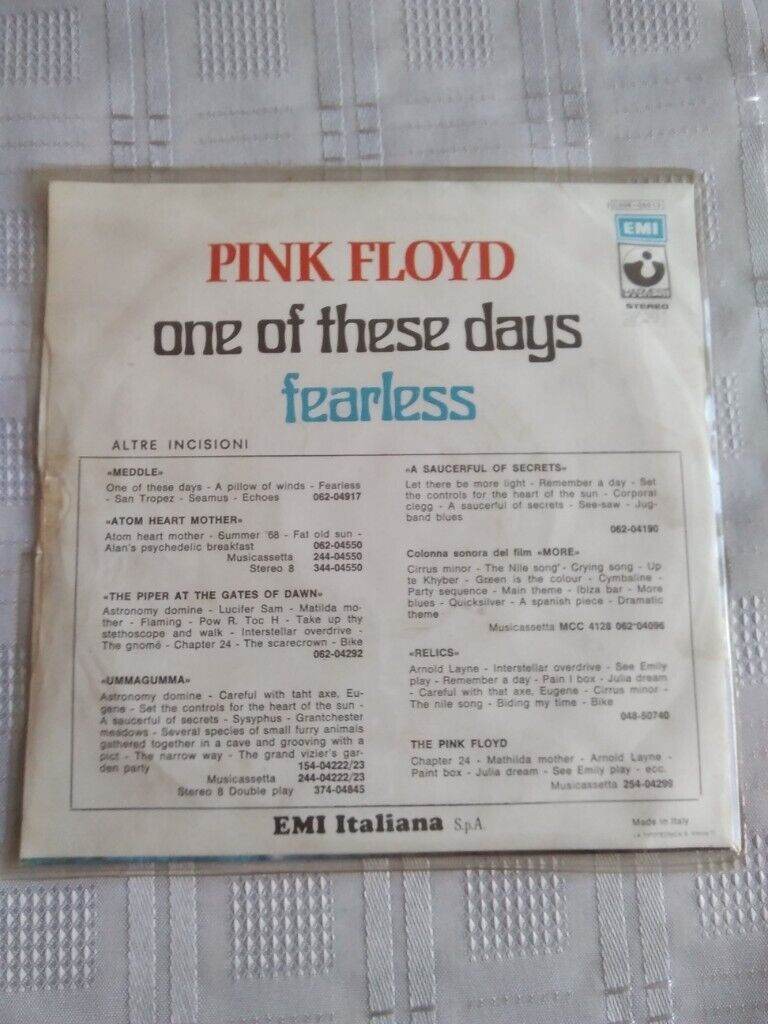 EMI
STEREO
PINK FLOYD
one of these days
fearless
ALTRE INCISIONI
«MEDDLE»
One of these days - A pillow of winds - Fearless
- San Tropez - Seamus - Echoes 062-04917
«ATOM HEART MOTHER»
Atom heart mother - Summer '68 - Fat old sun -
Alan's psychedelic breakfast 062-04550
Musicassetta 244-04550
Stereo 8 344-04550
«THE PIPER AT THE GATES OF DAWN»
Astronomy domine - Lucifer Sam - Matilda mo-
ther - Flaming - Pow R. Toc H - Take up thy
stethoscope and walk - Interstellar overdrive -
The gnomé - Chapter 24 - The scarecrown - Bike
062-04292
«UMMAGUMMA»
Astronomy domine - Careful with taht axe, Eu-
gene - Set the controls for the heart of the sun -
A saucerful of secrets - Sysyphus - Grantchester
meadows - Several species of small furry animals
gathered together in a cave and grooving with a
pict - The narrow way - The grand vizier's gar-
den party 154-04222/23
Musicassetta 244-04222/23
Stereo 8 Double play 374-04845
«A SAUCERFUL OF SECRETS»
Let there be more light - Remember a day - Set
the controls for the heart of the sun - Corporal
clegg - A saucerful of secrets - See-saw - Jug-
band blues
062-04190
Colonna sonora del film «MORE»
Cirrus minor - The Nile song - Crying song - Up
te Khyber - Green is the colour - Cymbaline -
Party sequence - Main theme - Ibiza bar - More
blues - Quicksilver - A spanish piece - Dramatic
theme
Musicassetta MCC 4128 062-04096
«RELICS»
Arnold Layne - Interstellar overdrive - See Emily
play - Remember a day - Pain l box - Julia dream
- Careful with that axe, Eugene - Cirrus minor -
The nile song - Biding my time - Bike
048-50740
THE PINK FLOYD
Chapter 24 - Mathilda mother - Arnold Layne -
Paint box - Julia dream - See Emily play - ecc.
Musicassetta 254-04299
EMI Italiana S.p.A.
Made in Italy